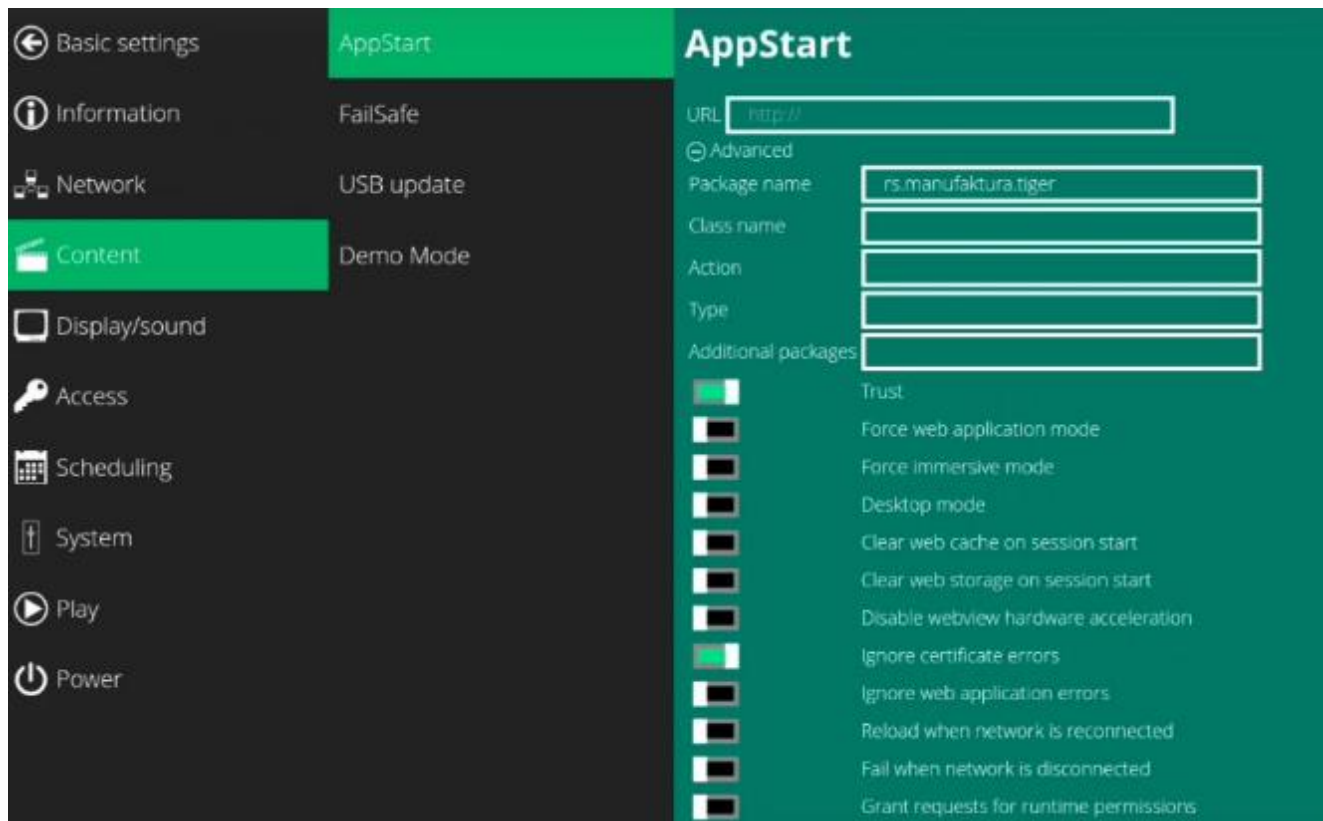 Basic settings
Information
Network
Content
Display/sound
Access
Scheduling
System
Play
Power
AppStart
FailSafe
USB update
Demo Mode
AppStart
URL http://
Advanced
Package name rs.manufaktura.tiger
Class name
Action
Type
Additional packages
Trust
Force web application mode
Force immersive mode
Desktop mode
Clear web cache on session start
Clear web storage on session start
Disable webview hardware acceleration
Ignore certificate errors
Ignore web application errors
Reload when network is reconnected
Fail when network is disconnected
Grant requests for runtime permissions